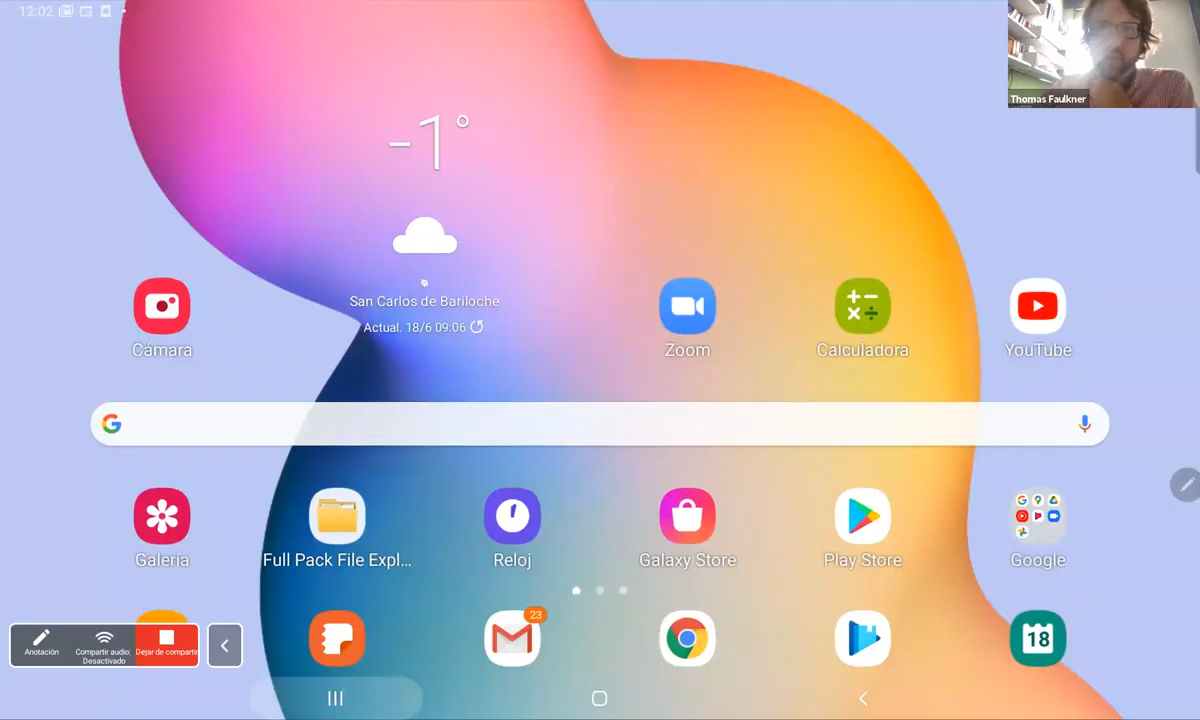 12:02
Thomas Faulkner
−1°
San Carlos de Bariloche
Actual. 18/6 09:06
Cámara
Zoom
Calculadora
YouTube
Galería
Full Pack File Expl...
Reloj
Galaxy Store
Play Store
Google
23
18
Anotación
Compartir audio:
Desactivado
Dejar de compartir